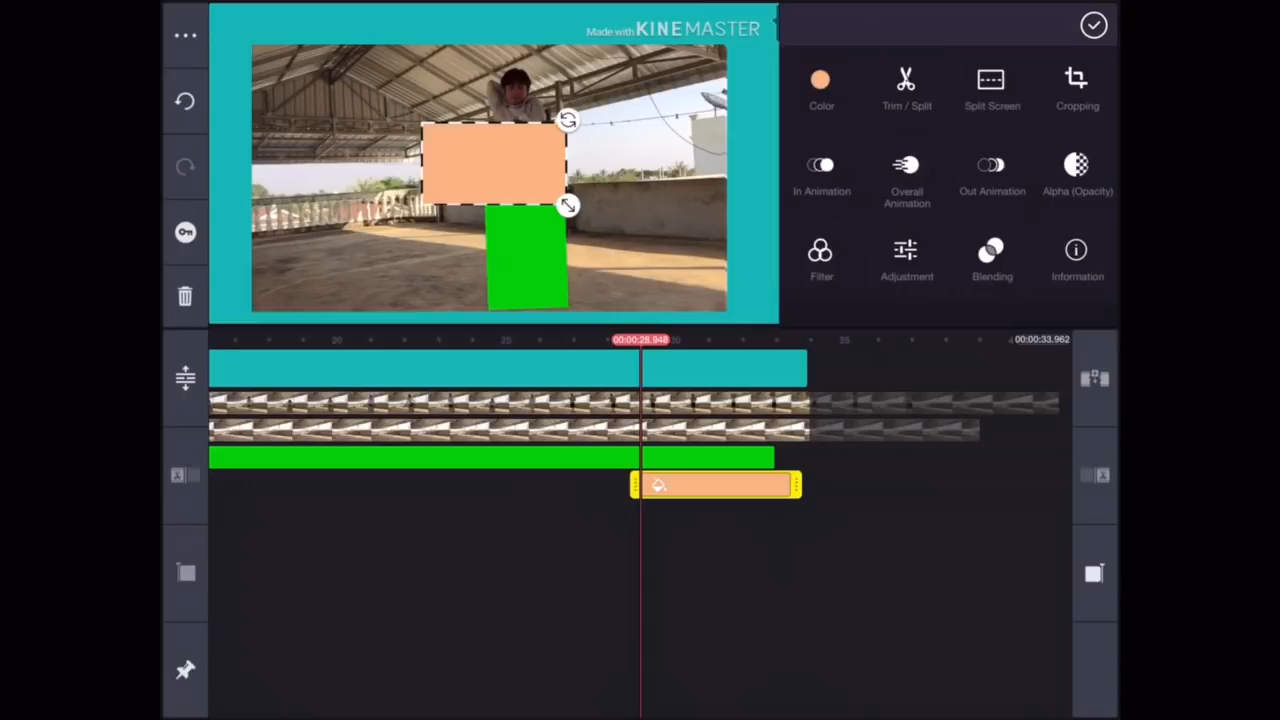 Made with KINEMASTER
Color
Trim / Split
Split Screen
Cropping
In Animation
Overall Animation
Out Animation
Alpha (Opacity)
Filter
Adjustment
Blending
Information
20
25
00:00:28.948
30
35
00:00:33.962